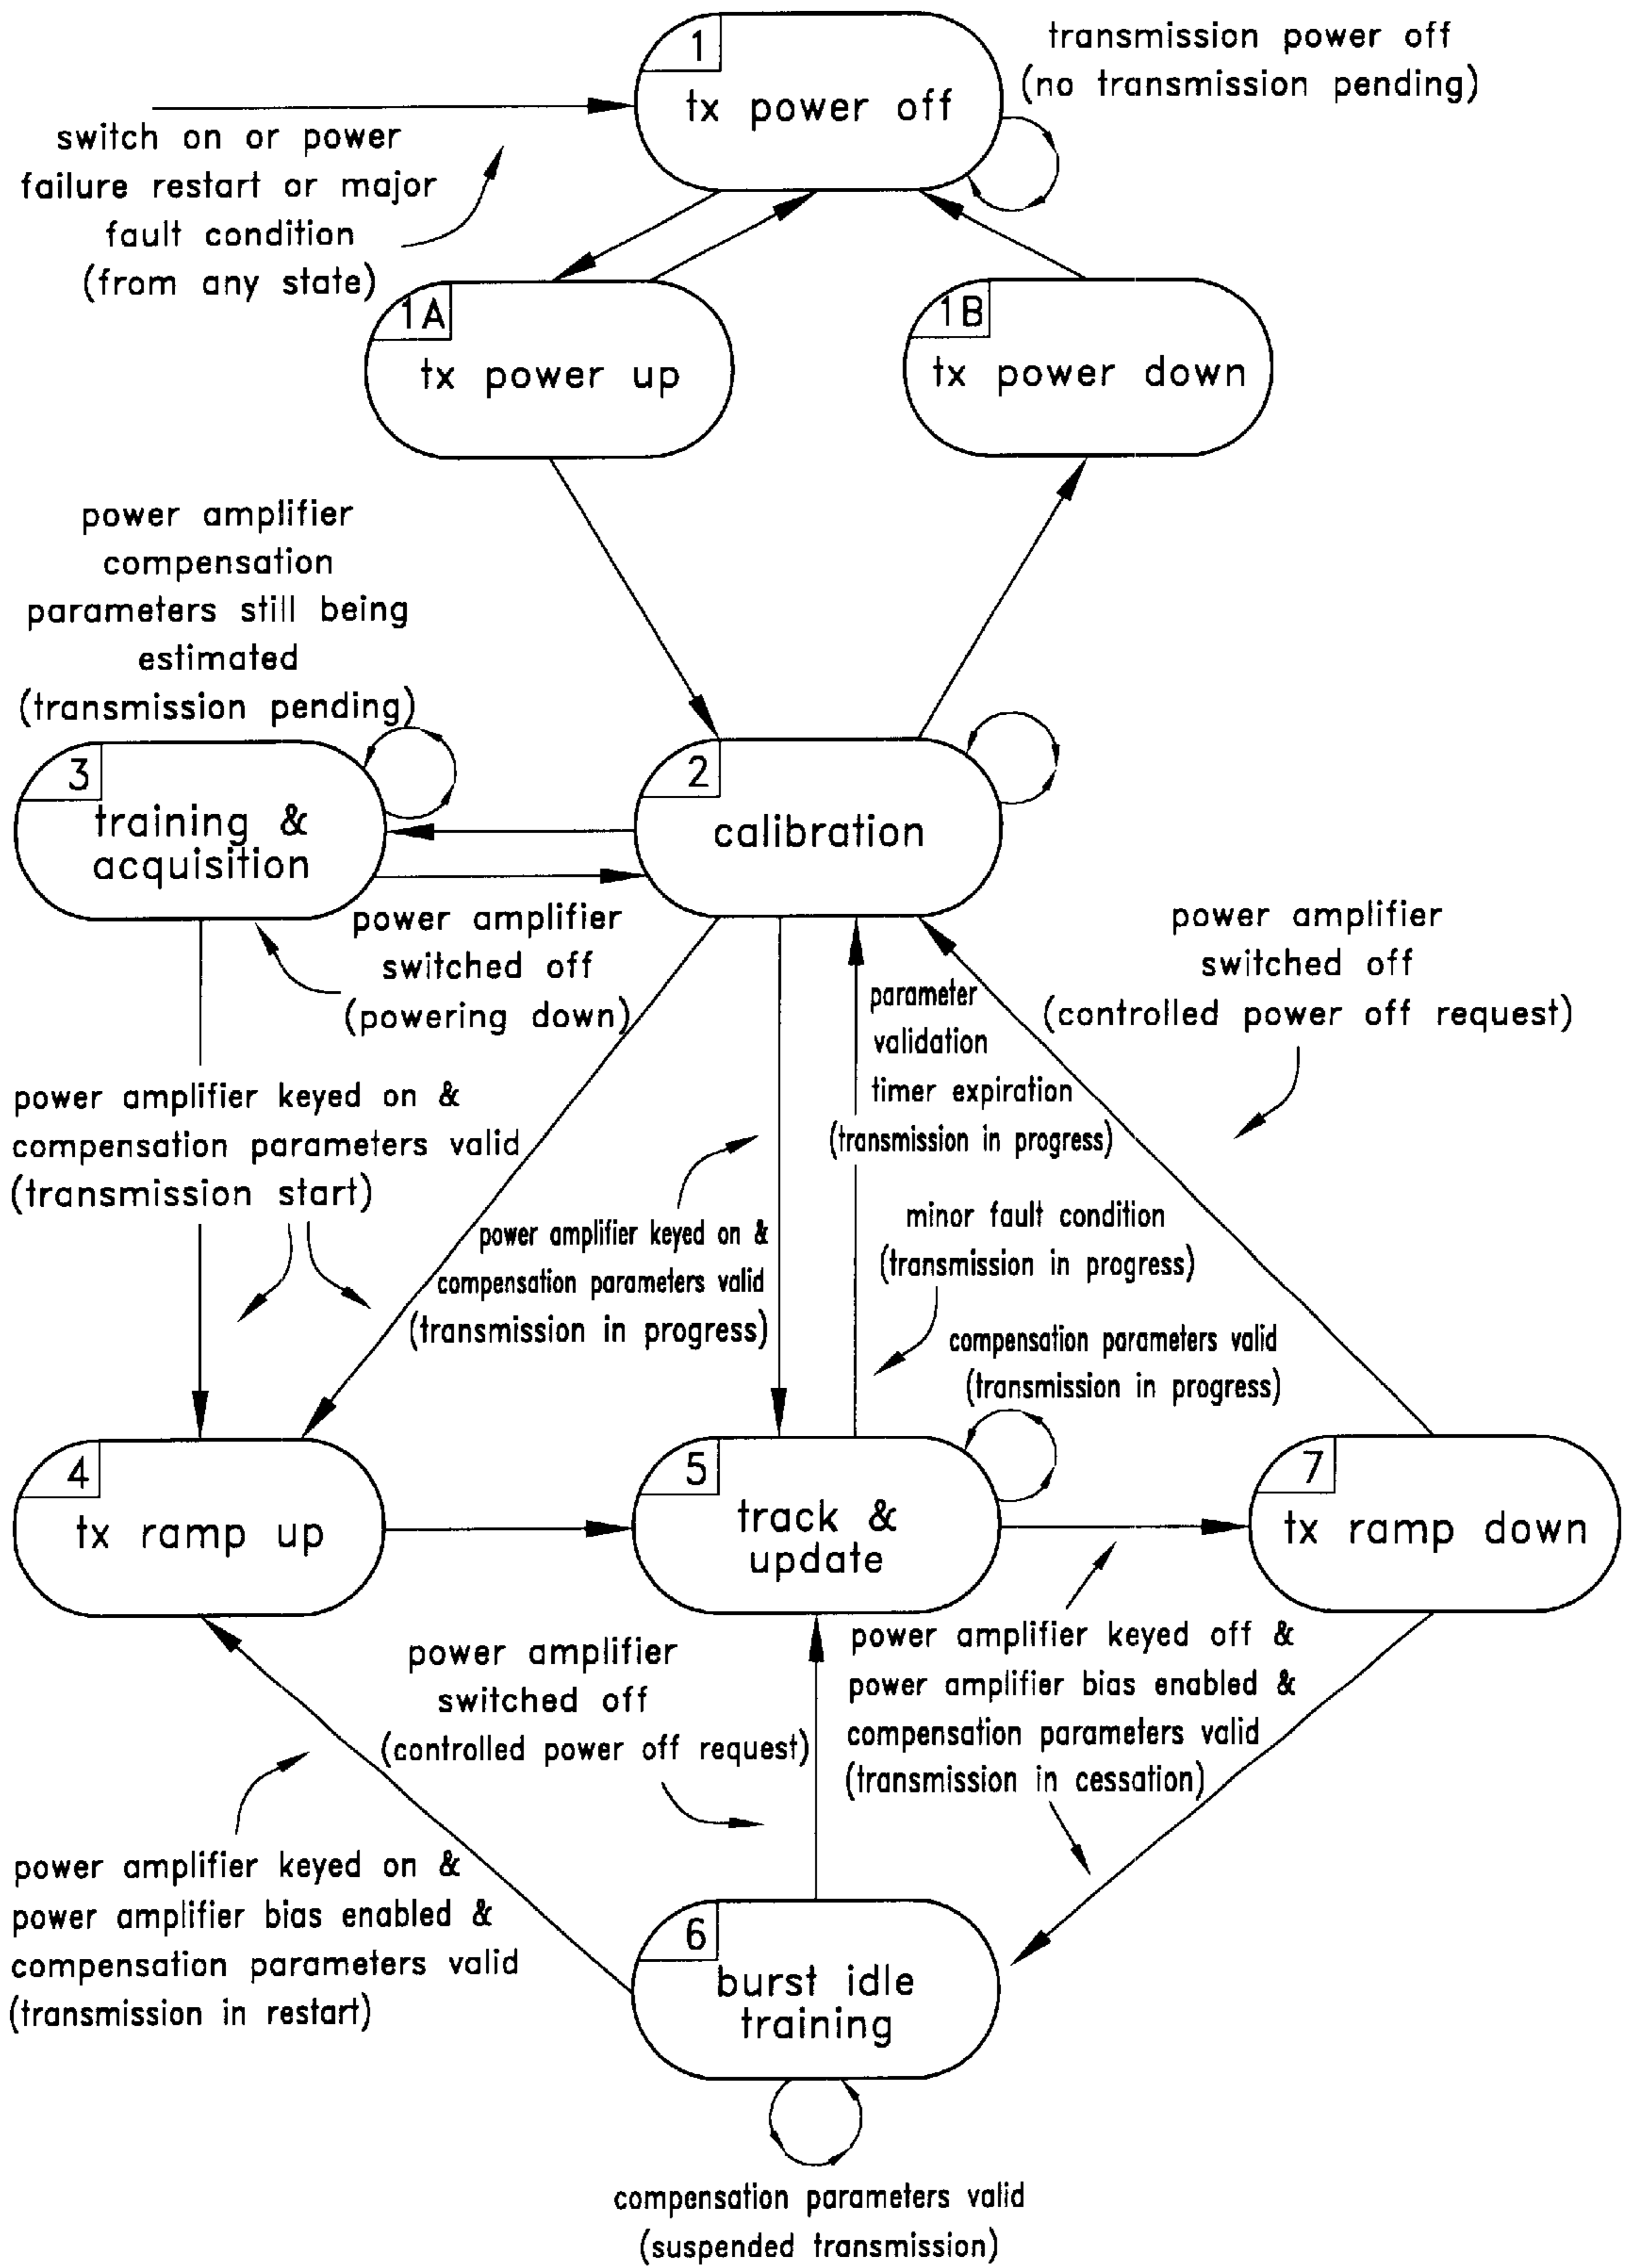 1
tx power off
transmission power off
(no transmission pending)
switch on or power
failure restart or major
fault condition
(from any state)
1A
tx power up
1B
tx power down
power amplifier
compensation
parameters still being
estimated
(transmission pending)
3
training &
acquisition
2
calibration
power amplifier
switched off
(powering down)
power amplifier
switched off
(controlled power off request)
parameter
validation
timer expiration
(transmission in progress)
power amplifier keyed on &
compensation parameters valid
(transmission start)
power amplifier keyed on &
compensation parameters valid
(transmission in progress)
minor fault condition
(transmission in progress)
compensation parameters valid
(transmission in progress)
4
tx ramp up
5
track &
update
7
tx ramp down
power amplifier
switched off
(controlled power off request)
power amplifier keyed off &
power amplifier bias enabled &
compensation parameters valid
(transmission in cessation)
power amplifier keyed on &
power amplifier bias enabled &
compensation parameters valid
(transmission in restart)
6
burst idle
training
compensation parameters valid
(suspended transmission)